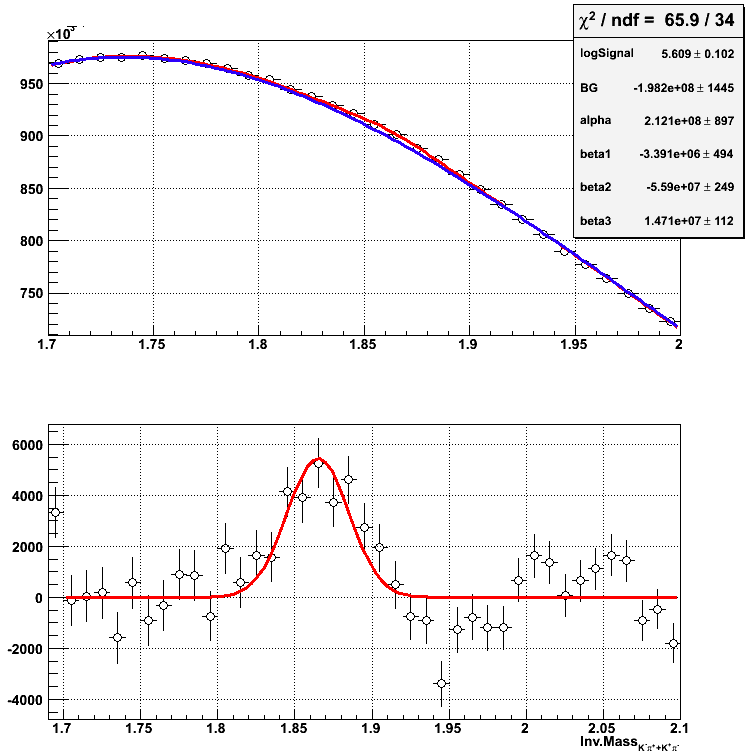 χ² / ndf = 65.9 / 34
logSignal 5.609 ± 0.102
BG -1.982e+08 ± 1445
alpha 2.121e+08 ± 897
beta1 -3.391e+06 ± 494
beta2 -5.59e+07 ± 249
beta3 1.471e+07 ± 112
×10³
950
900
850
800
750
1.7 1.75 1.8 1.85 1.9 1.95 2
6000
4000
2000
0
-2000
-4000
1.7 1.75 1.8 1.85 1.9 1.95 2 2.05 2.1
Inv.Mass K⁻π⁺+K⁺π⁻